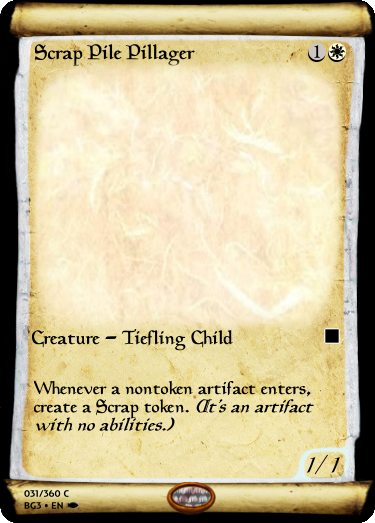 Scrap Pile Pillager 1
Creature – Tiefling Child
Whenever a nontoken artifact enters,
create a Scrap token. (It's an artifact
with no abilities.)
1/1
031/360 C
BG3 • EN